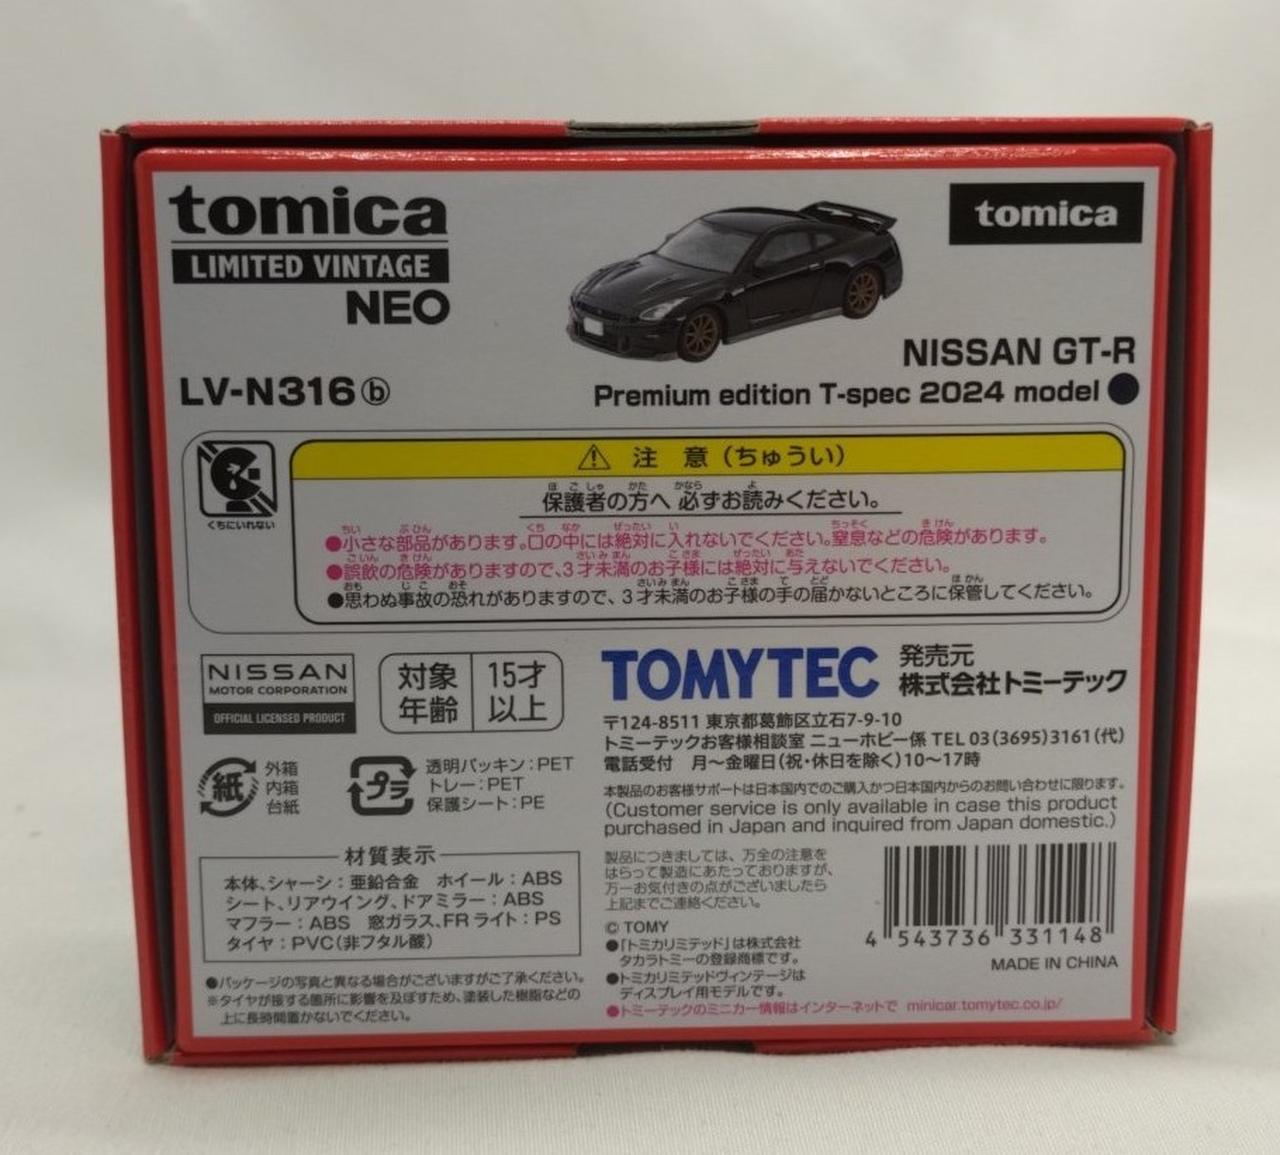 tomica
LIMITED VINTAGE
NEO
tomica
NISSAN GT-R
LV-N316ⓑ
Premium edition T-spec 2024 model
くちにいれない
⚠ 注 意（ちゅうい）
保護者の方へ 必ずお読みください。
●小さな部品があります。口の中には絶対に入れないでください。窒息などの危険があります。
●誤飲の危険がありますので、3才未満のお子様には絶対に与えないでください。
●思わぬ事故の恐れがありますので、3才未満のお子様の手の届かないところに保管してください。
NISSAN
MOTOR CORPORATION
OFFICIAL LICENSED PRODUCT
対象年齢 15才以上
TOMYTEC
発売元
株式会社トミーテック
〒124-8511 東京都葛飾区立石7-9-10
トミーテックお客様相談室 ニューホビー係 TEL 03(3695)3161(代)
電話受付 月〜金曜日(祝・休日を除く)10〜17時
紙
外箱
内箱
台紙
プラ
透明パッキン：PET
トレー：PET
保護シート：PE
本製品のお客様サポートは日本国内でのご購入かつ日本国内からのお問い合わせに限ります。
(Customer service is only available in case this product
purchased in Japan and inquired from Japan domestic.)
材質表示
本体、シャーシ：亜鉛合金 ホイール：ABS
シート、リアウイング、ドアミラー：ABS
マフラー：ABS 窓ガラス、FRライト：PS
タイヤ：PVC(非フタル酸)
●パッケージの写真と異なる場合がございますがご了承ください。
※タイヤが接する箇所に影響を及ぼすため、塗装した樹脂などの
上に長時間置かないでください。
製品につきましては、万全の注意を
はらって製造にあたっておりますが、
万一お気付きの点がございましたら
上記までご連絡ください。
© TOMY
●「トミカリミテッド」は株式会社
タカラトミーの登録商標です。
●トミカリミテッドヴィンテージは
ディスプレイ用モデルです。
●トミーテックのミニカー情報はインターネットで minicar.tomytec.co.jp/
4 543736 331148
MADE IN CHINA